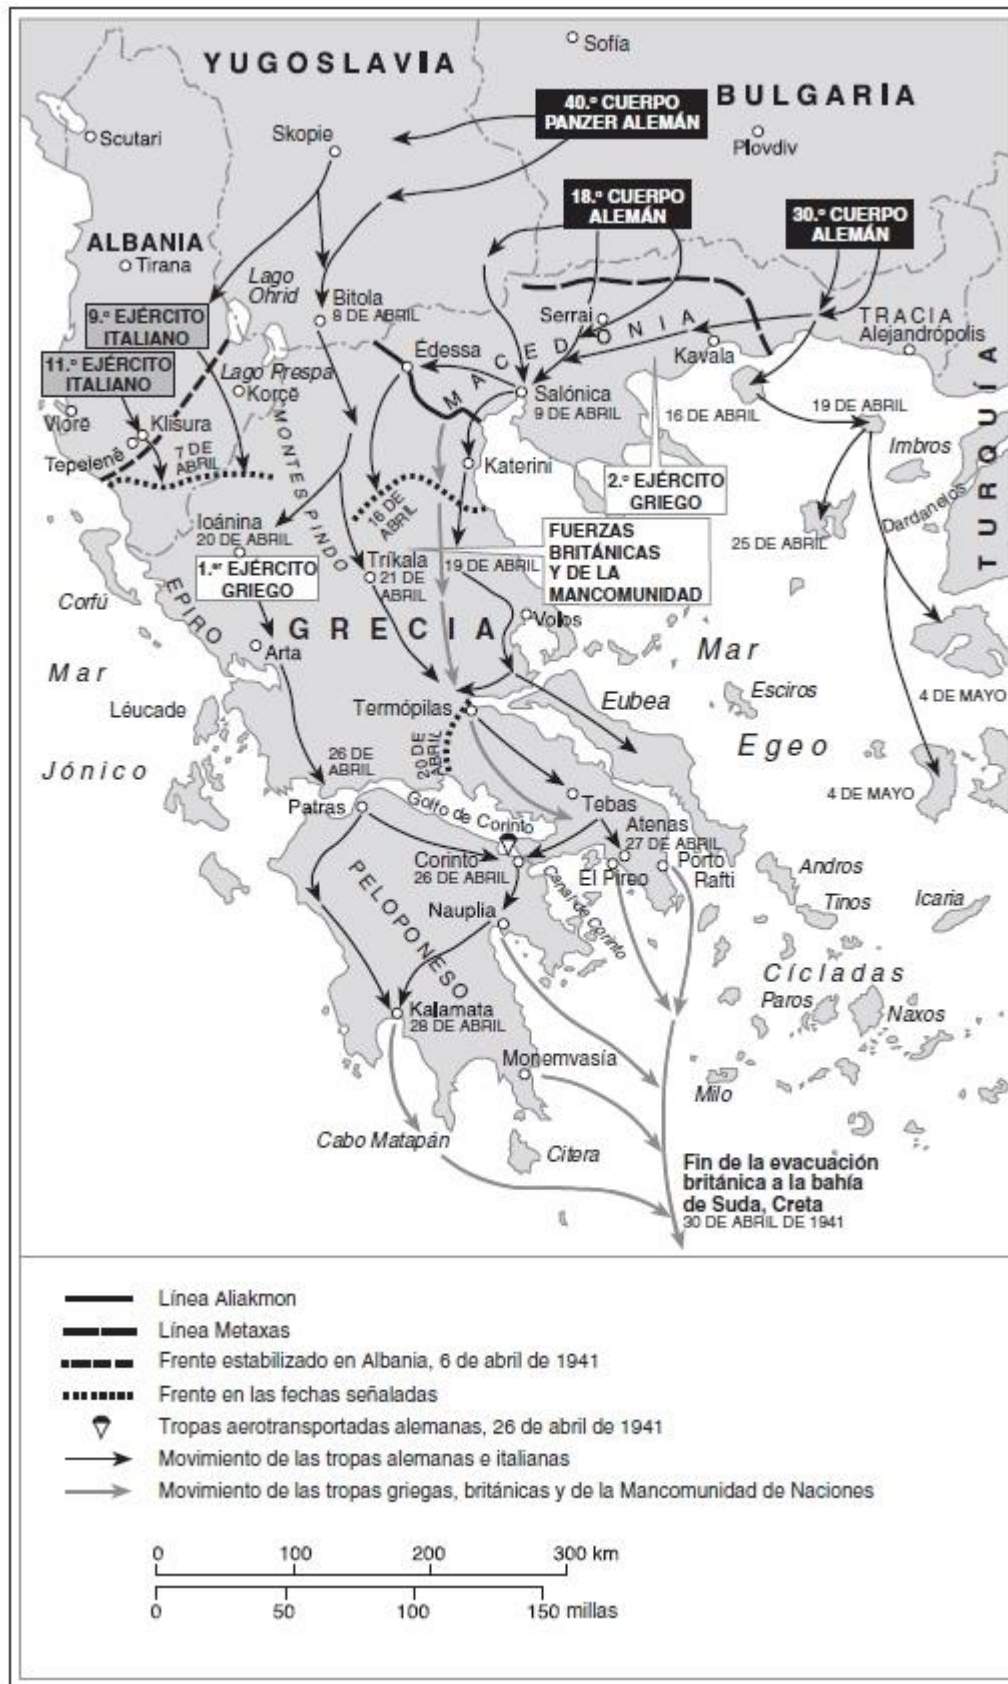 YUGOSLAVIA
Sofía
BULGARIA
40.º CUERPO
PANZER ALEMÁN
Plovdiv
Scutari
Skopie
18.º CUERPO
ALEMÁN
30.º CUERPO
ALEMÁN
ALBANIA
Tirana
Lago
Ohrid
Bitola
8 DE ABRIL
9.º EJÉRCITO
ITALIANO
11.º EJÉRCITO
ITALIANO
Serrai
MACEDONIA
Kavala
TRACIA
Alejandrópolis
TURQUÍA
Édessa
Lago Prespa
Korçë
Salónica
9 DE ABRIL
16 DE ABRIL
19 DE ABRIL
Vlorë
Klisura
Tepelenë
7 DE
ABRIL
MONTES PINDO
Katerini
2.º EJÉRCITO
GRIEGO
Imbros
Dardanelos
16 DE
ABRIL
25 DE ABRIL
Ioánina
20 DE ABRIL
1.er EJÉRCITO
GRIEGO
Tríkala
21 DE
ABRIL
19 DE ABRIL
FUERZAS
BRITÁNICAS
Y DE LA
MANCOMUNIDAD
Corfú
EPIRO
GRECIA
Volos
Arta
Mar
Jónico
Mar
Egeo
Léucade
Termópilas
Eubea
Esciros
4 DE MAYO
20 DE
ABRIL
26 DE
ABRIL
4 DE MAYO
Patras
Golfo de Corinto
Tebas
Atenas
27 DE ABRIL
Corinto
26 DE ABRIL
El Pireo
Porto
Rafti
Canal de Corinto
Andros
Tinos
Icaria
PELOPONESO
Nauplia
Cícladas
Paros
Naxos
Kalamata
28 DE ABRIL
Monemvasía
Milo
Cabo Matapán
Citera
Fin de la evacuación
británica a la bahía
de Suda, Creta
30 DE ABRIL DE 1941
Línea Aliakmon
Línea Metaxas
Frente estabilizado en Albania, 6 de abril de 1941
Frente en las fechas señaladas
Tropas aerotransportadas alemanas, 26 de abril de 1941
Movimiento de las tropas alemanas e italianas
Movimiento de las tropas griegas, británicas y de la Mancomunidad de Naciones
0 100 200 300 km
0 50 100 150 millas